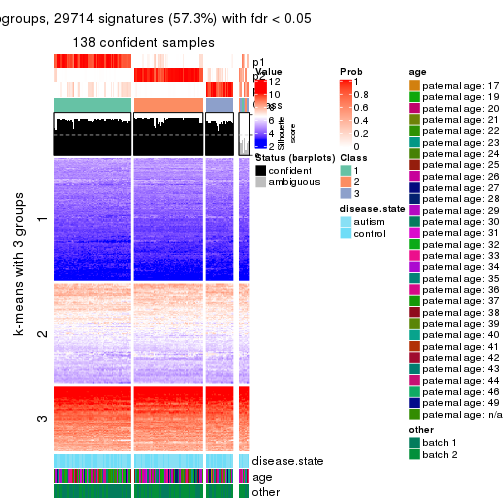 ogroups, 29714 signatures (57.3%) with fdr < 0.05
138 confident samples
p1
p2
k-means with 3 groups
1
2
3
disease.state
age
other
Value
12
10
8
6
4
2
Silhouette
score
Status (barplots)
confident
ambiguous
Prob
1
0.8
0.6
0.4
0.2
0
Class
1
2
3
disease.state
autism
control
age
paternal age: 17
paternal age: 19
paternal age: 20
paternal age: 21
paternal age: 22
paternal age: 23
paternal age: 24
paternal age: 25
paternal age: 26
paternal age: 27
paternal age: 28
paternal age: 29
paternal age: 30
paternal age: 31
paternal age: 32
paternal age: 33
paternal age: 34
paternal age: 35
paternal age: 36
paternal age: 37
paternal age: 38
paternal age: 39
paternal age: 40
paternal age: 41
paternal age: 42
paternal age: 43
paternal age: 44
paternal age: 46
paternal age: 49
paternal age: n/a
other
batch 1
batch 2